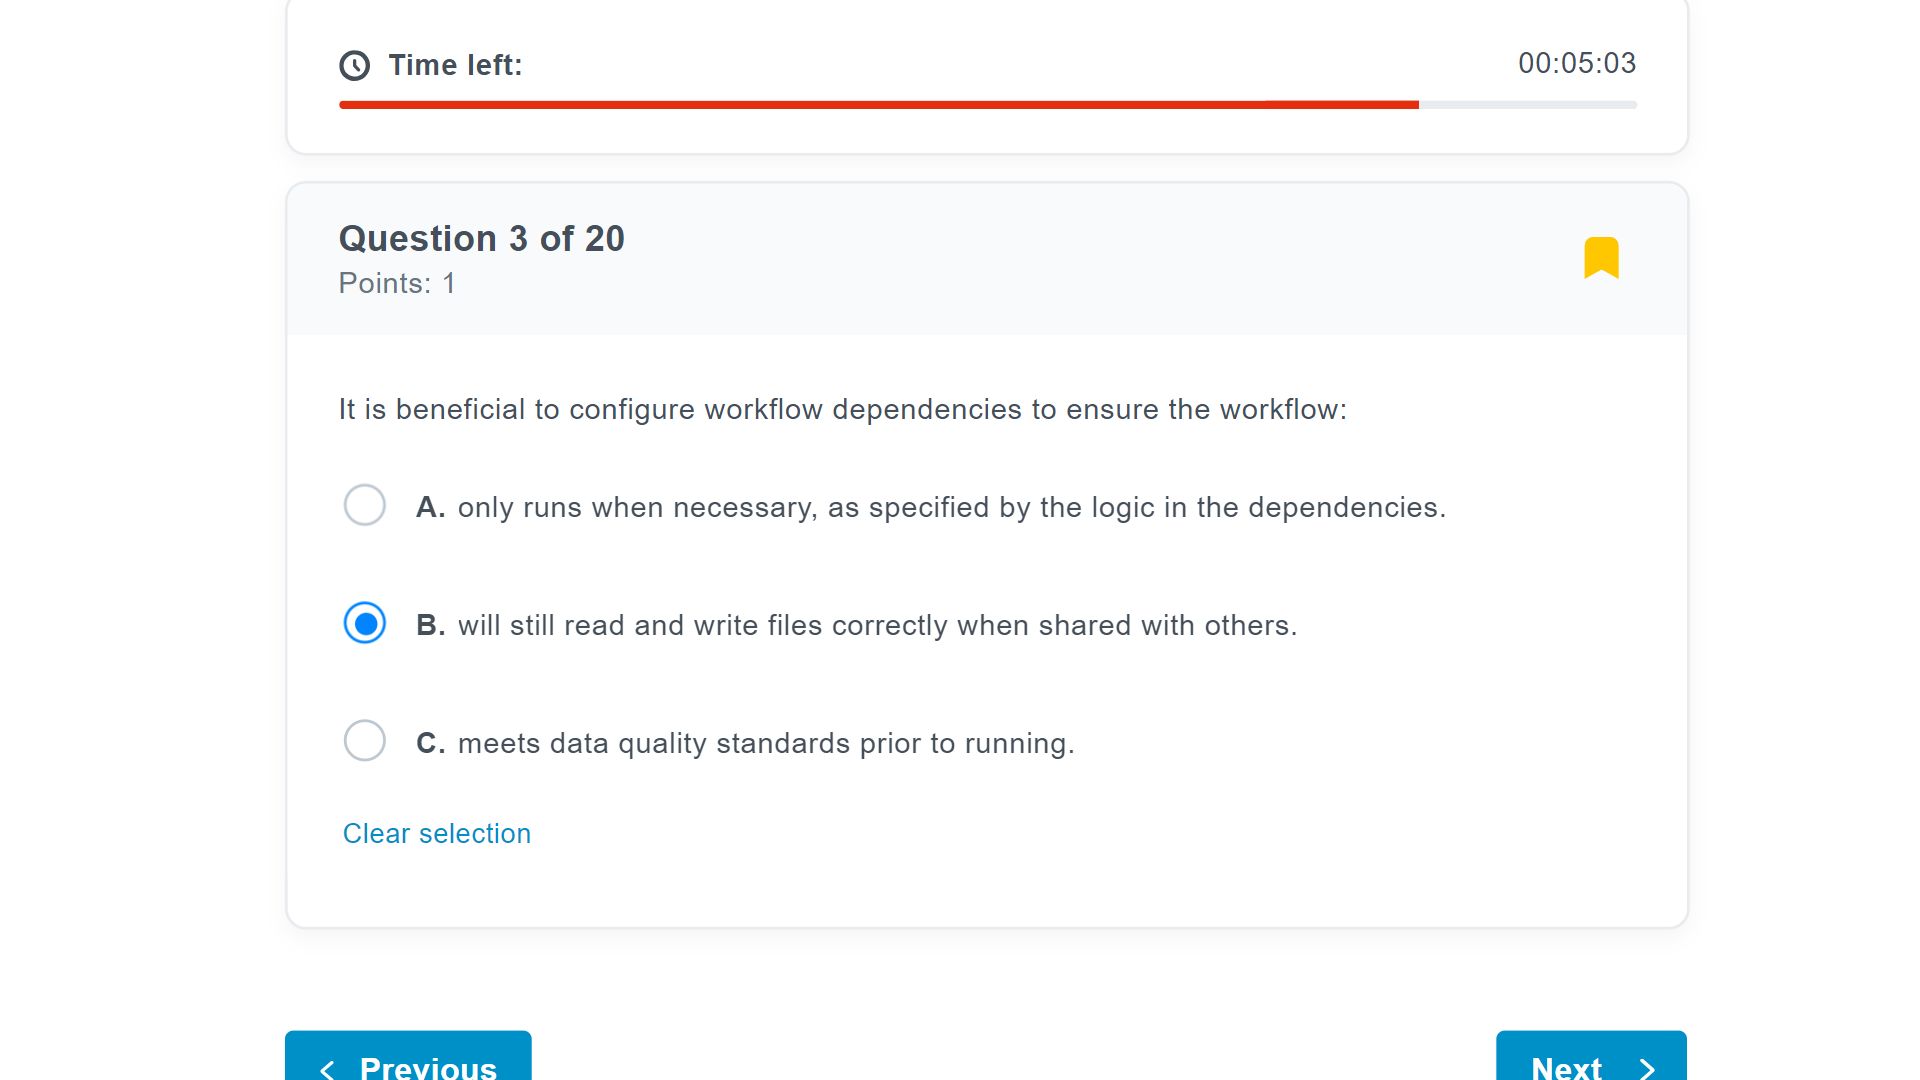 Time left:
00:05:03
Question 3 of 20
Points: 1
It is beneficial to configure workflow dependencies to ensure the workflow:
A. only runs when necessary, as specified by the logic in the dependencies.
B. will still read and write files correctly when shared with others.
C. meets data quality standards prior to running.
Clear selection
Previous
Next